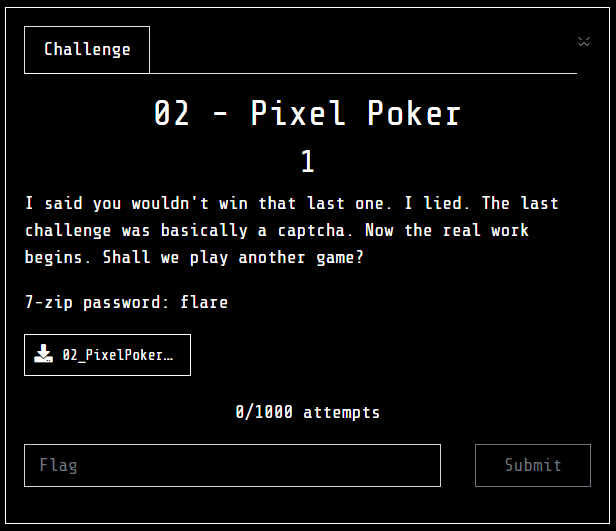 Challenge
02 - Pixel Poker
1
I said you wouldn't win that last one. I lied. The last
challenge was basically a captcha. Now the real work
begins. Shall we play another game?
7-zip password: flare
02_PixelPoker…
0/1000 attempts
Flag
Submit